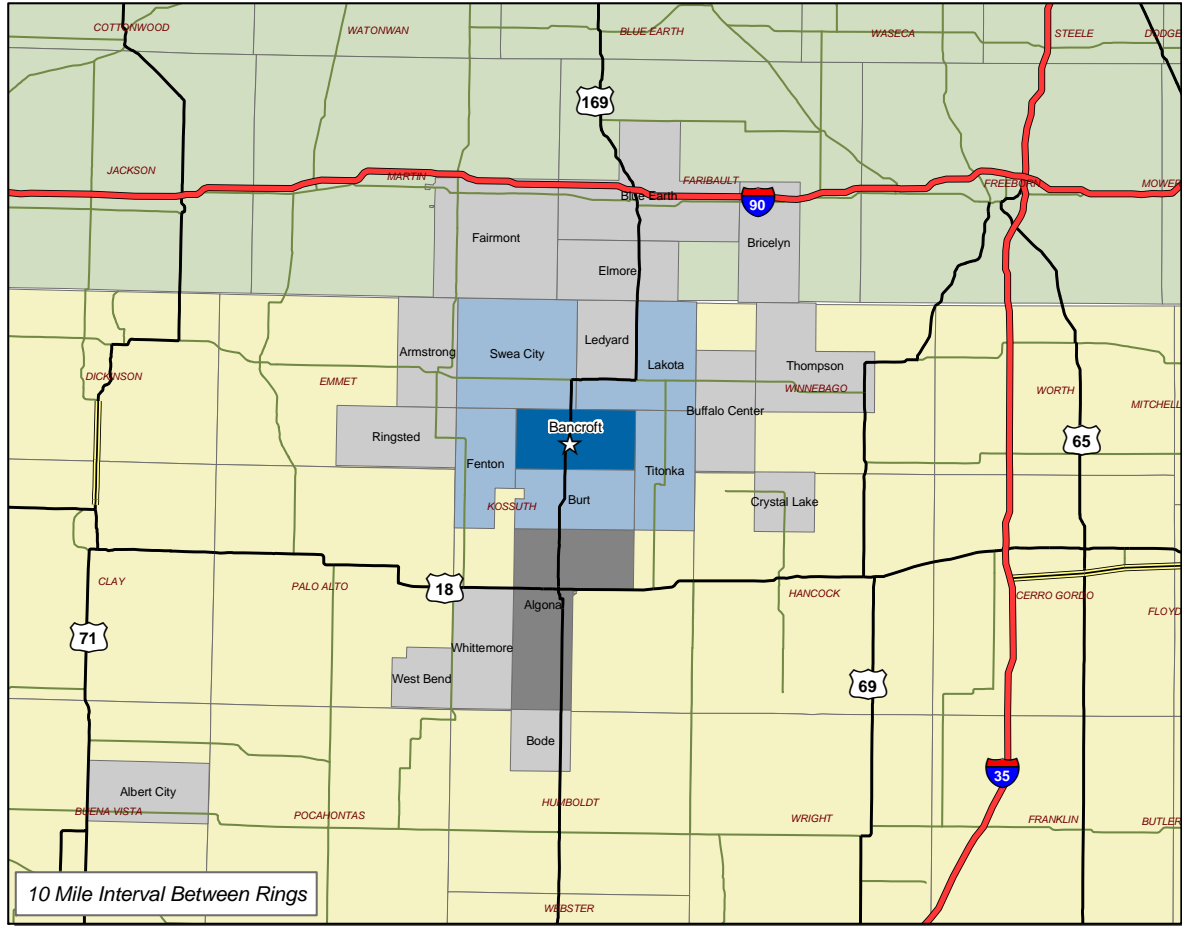 COTTONWOOD
WATONWAN
BLUE EARTH
WASECA
STEELE
DODGE
169
JACKSON
MARTIN
FARIBAULT
FREEBORN
MOWER
Blue Earth
90
Fairmont
Bricelyn
Elmore
Armstrong
Swea City
Ledyard
Lakota
Thompson
DICKINSON
EMMET
WINNEBAGO
WORTH
MITCHELL
Buffalo Center
Ringsted
Bancroft
65
Fenton
Titonka
Burt
KOSSUTH
Crystal Lake
CLAY
PALO ALTO
18
HANCOCK
CERRO GORDO
FLOYD
Algona
71
Whittemore
West Bend
69
Bode
35
Albert City
HUMBOLDT
BUENA VISTA
POCAHONTAS
WRIGHT
FRANKLIN
BUTLER
10 Mile Interval Between Rings
WEBSTER